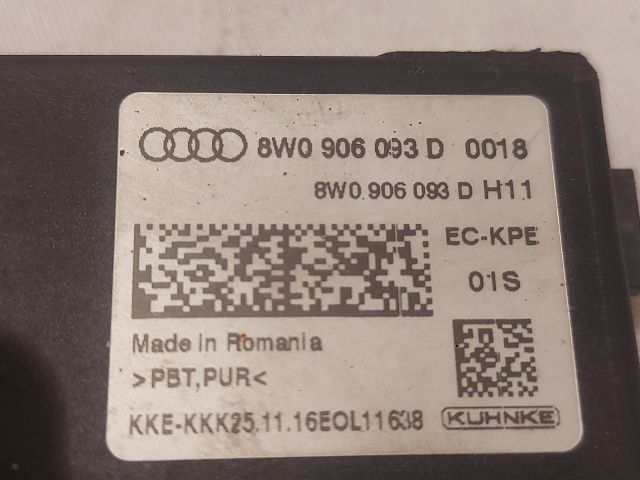 8W0 906 093 D 0018
8W0 906 093 D H11
EC-KPE
01S
Made in Romania
>PBT,PUR<
KKE-KKK25.11.16EOL11638 KUHNKE